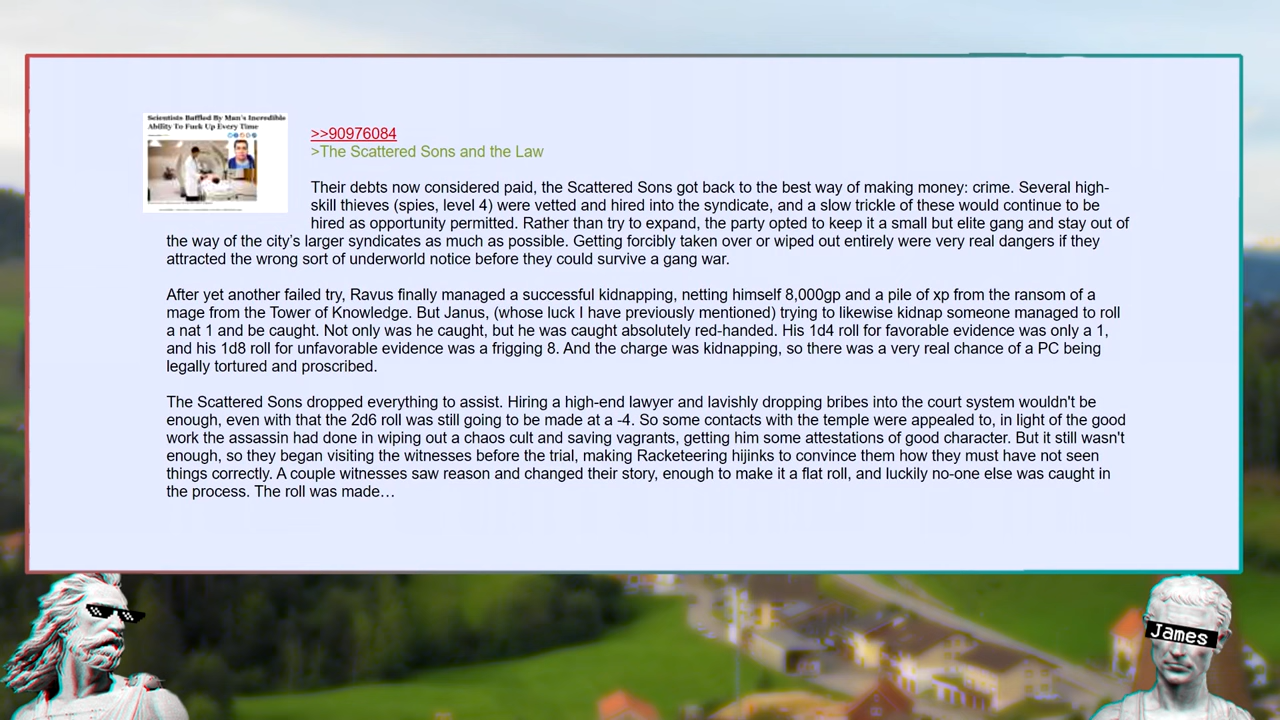 Scientists Baffled By Man's Incredible
Ability To Fuck Up Every Time
>>90976084
>The Scattered Sons and the Law
Their debts now considered paid, the Scattered Sons got back to the best way of making money: crime. Several high-
skill thieves (spies, level 4) were vetted and hired into the syndicate, and a slow trickle of these would continue to be
hired as opportunity permitted. Rather than try to expand, the party opted to keep it a small but elite gang and stay out of
the way of the city's larger syndicates as much as possible. Getting forcibly taken over or wiped out entirely were very real dangers if they
attracted the wrong sort of underworld notice before they could survive a gang war.
After yet another failed try, Ravus finally managed a successful kidnapping, netting himself 8,000gp and a pile of xp from the ransom of a
mage from the Tower of Knowledge. But Janus, (whose luck I have previously mentioned) trying to likewise kidnap someone managed to roll
a nat 1 and be caught. Not only was he caught, but he was caught absolutely red-handed. His 1d4 roll for favorable evidence was only a 1,
and his 1d8 roll for unfavorable evidence was a frigging 8. And the charge was kidnapping, so there was a very real chance of a PC being
legally tortured and proscribed.
The Scattered Sons dropped everything to assist. Hiring a high-end lawyer and lavishly dropping bribes into the court system wouldn't be
enough, even with that the 2d6 roll was still going to be made at a -4. So some contacts with the temple were appealed to, in light of the good
work the assassin had done in wiping out a chaos cult and saving vagrants, getting him some attestations of good character. But it still wasn't
enough, so they began visiting the witnesses before the trial, making Racketeering hijinks to convince them how they must have not seen
things correctly. A couple witnesses saw reason and changed their story, enough to make it a flat roll, and luckily no-one else was caught in
the process. The roll was made…
James